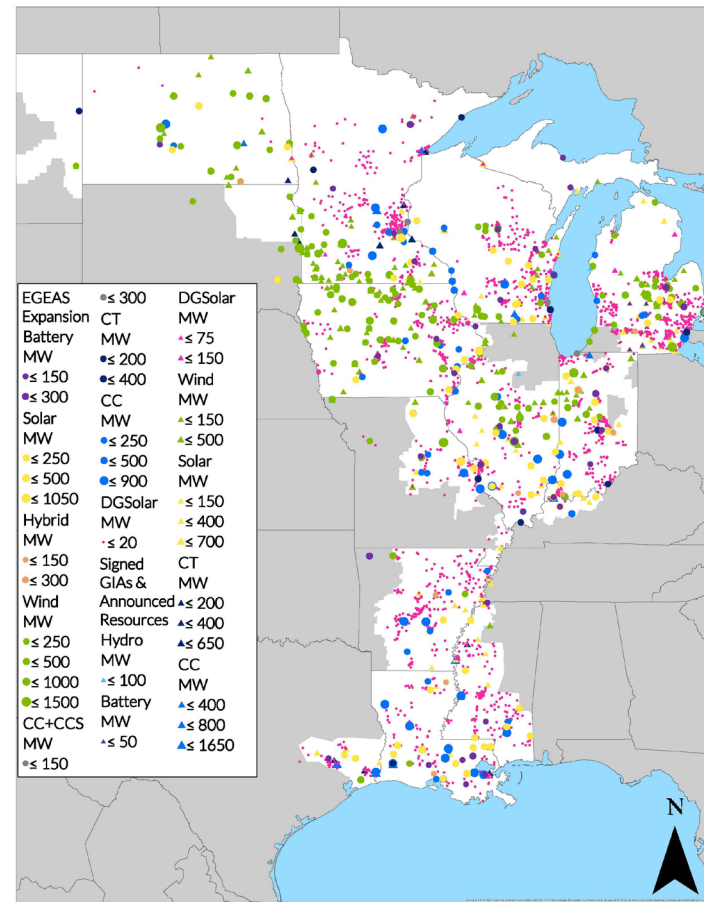 EGEAS
Expansion
Battery
MW
≤ 150
≤ 300
Solar
MW
≤ 250
≤ 500
≤ 1050
Hybrid
MW
≤ 150
≤ 300
Wind
MW
≤ 250
≤ 500
≤ 1000
≤ 1500
CC+CCS
MW
≤ 150
≤ 300
CT
MW
≤ 200
≤ 400
CC
MW
≤ 250
≤ 500
≤ 900
DGSolar
MW
≤ 20
Signed
GIAs &
Announced
Resources
Hydro
MW
≤ 100
Battery
MW
≤ 50
DGSolar
MW
≤ 75
≤ 150
Wind
MW
≤ 150
≤ 500
Solar
MW
≤ 150
≤ 400
≤ 700
CT
MW
≤ 200
≤ 400
≤ 650
CC
MW
≤ 400
≤ 800
≤ 1650
N